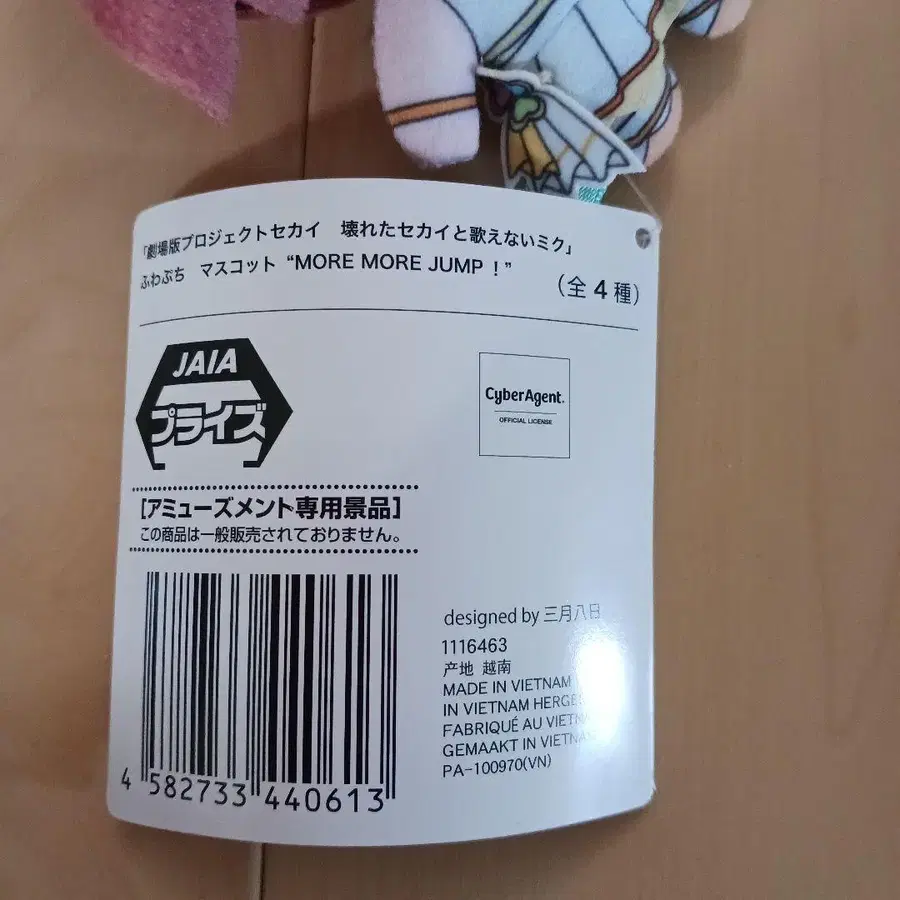 「劇場版プロジェクトセカイ 壊れたセカイと歌えないミク」
ふわぷち マスコット “MORE MORE JUMP！”
（全４種）
JAIA
プライズ
CyberAgent.
OFFICIAL LICENSE
[アミューズメント専用景品]
この商品は一般販売されておりません。
designed by 三月八日
1116463
产地 越南
MADE IN VIETNAM
IN VIETNAM
FABRIQUÉ AU
GEMAAKT IN VIETNAM
PA-100970(VN)
4 582733 440613